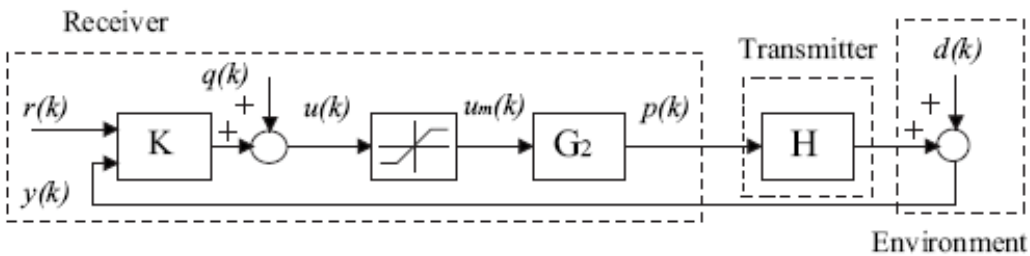 Receiver
Transmitter
d(k)
q(k)
r(k)
+
+
u(k)
um(k)
p(k)
+
+
K
G2
H
y(k)
Environment